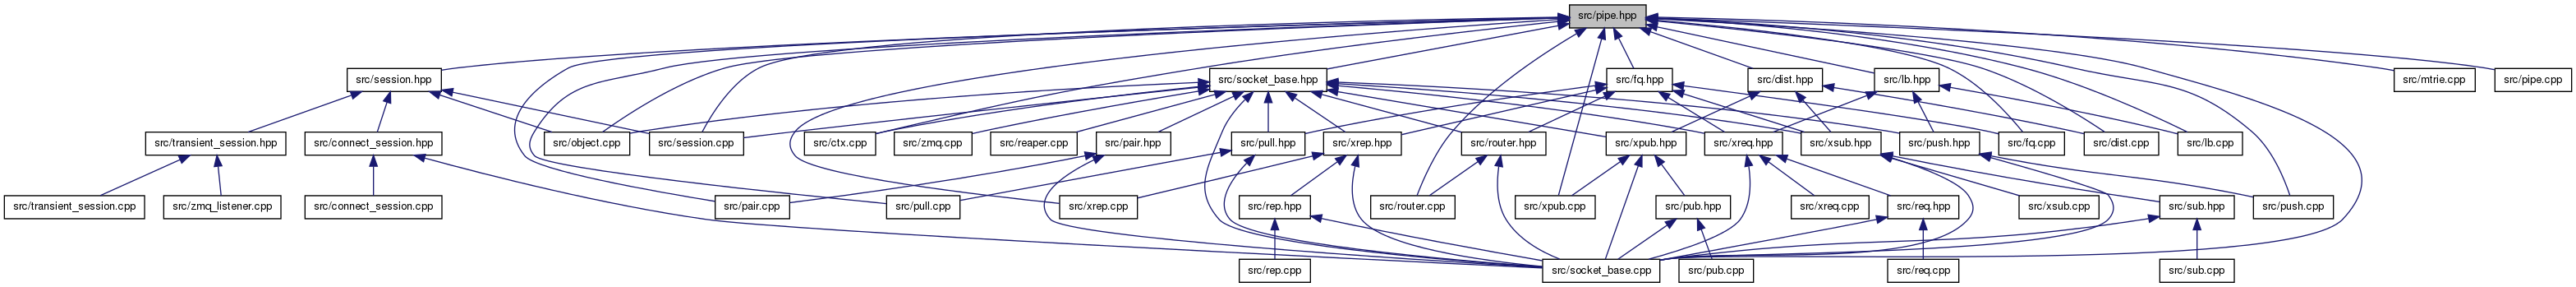 src/pipe.hpp
src/session.hpp
src/socket_base.hpp
src/fq.hpp
src/dist.hpp
src/lb.hpp
src/mtrie.cpp
src/pipe.cpp
src/transient_session.hpp
src/connect_session.hpp
src/object.cpp
src/session.cpp
src/ctx.cpp
src/zmq.cpp
src/reaper.cpp
src/pair.hpp
src/pull.hpp
src/xrep.hpp
src/router.hpp
src/xpub.hpp
src/xreq.hpp
src/xsub.hpp
src/push.hpp
src/fq.cpp
src/dist.cpp
src/lb.cpp
src/transient_session.cpp
src/zmq_listener.cpp
src/connect_session.cpp
src/pair.cpp
src/pull.cpp
src/xrep.cpp
src/rep.hpp
src/router.cpp
src/xpub.cpp
src/pub.hpp
src/xreq.cpp
src/req.hpp
src/xsub.cpp
src/sub.hpp
src/push.cpp
src/rep.cpp
src/socket_base.cpp
src/pub.cpp
src/req.cpp
src/sub.cpp